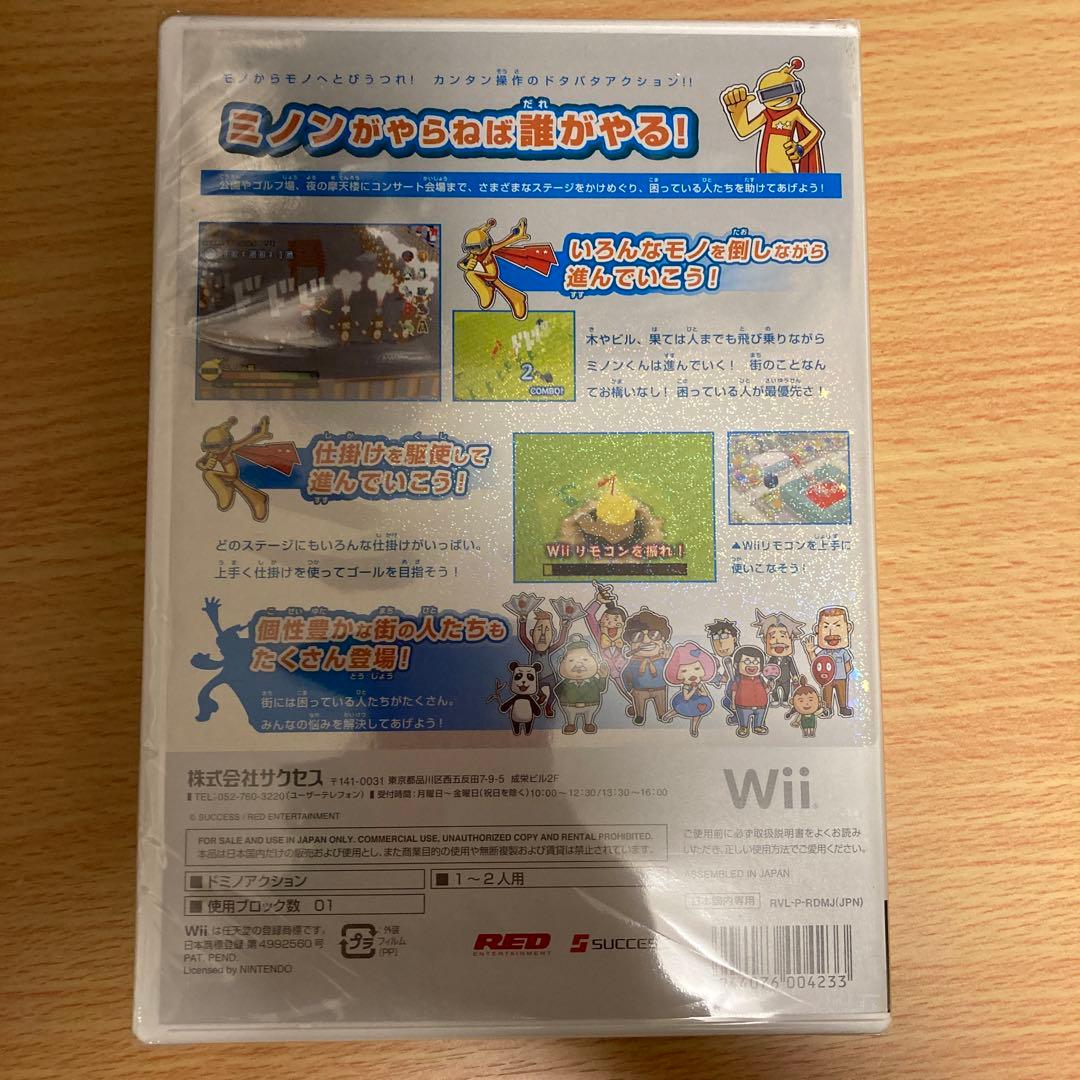 モノからモノへとびうつれ! カンタン操作のドタバタアクション!!
ミノンがやらねば誰がやる!
公園やゴルフ場、夜の摩天楼にコンサート会場まで、さまざまなステージをかけめぐり、困っている人たちを助けてあげよう!
いろんなモノを倒しながら
進んでいこう!
木やビル、果ては人までも飛び乗りながら
ミノンくんは進んでいく! 街のことなん
てお構いなし! 困っている人が最優先さ!
2
COMBO!
仕掛けを駆使して
進んでいこう!
どのステージにもいろんな仕掛けがいっぱい。
上手く仕掛けを使ってゴールを目指そう!
Wiiリモコンを掘れ!
▲Wiiリモコンを上手に
使いこなそう!
個性豊かな街の人たちも
たくさん登場!
街には困っている人たちがたくさん。
みんなの悩みを解決してあげよう!
株式会社サクセス 〒141-0031 東京都品川区西五反田7-9-5 成栄ビル2F
TEL:052-760-3220(ユーザーテレフォン) 受付時間:月曜日~金曜日(祝日を除く)10:00~12:30/13:30~16:00
© SUCCESS / RED ENTERTAINMENT
Wii
FOR SALE AND USE IN JAPAN ONLY. COMMERCIAL USE, UNAUTHORIZED COPY AND RENTAL PROHIBITED.
本品は日本国内だけの販売および使用とし、また商業目的の使用や無断複製および賃貸は禁止されています。
ご使用前に必ず取扱説明書をよくお読み
いただき、正しい使用方法でご愛用ください。
ASSEMBLED IN JAPAN
■ドミノアクション
■1~2人用
■使用ブロック数 01
日本国内専用 RVL-P-RDMJ(JPN)
Wii は任天堂の登録商標です。
日本商標登録 第4992560号
PAT. PEND.
Licensed by NINTENDO
プラ
外装
フィルム
[PP]
RED
ENTERTAINMENT
SUCCESS
004233